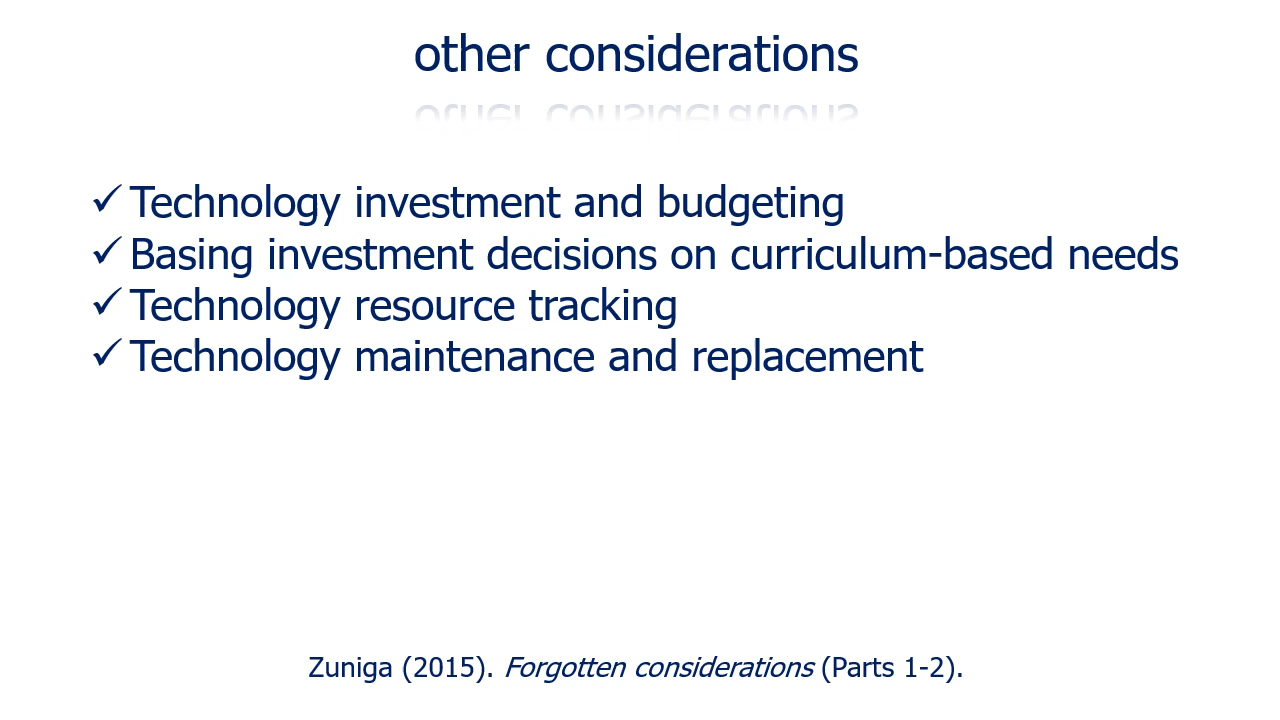 other considerations
✓ Technology investment and budgeting
✓ Basing investment decisions on curriculum-based needs
✓ Technology resource tracking
✓ Technology maintenance and replacement
Zuniga (2015). Forgotten considerations (Parts 1-2).